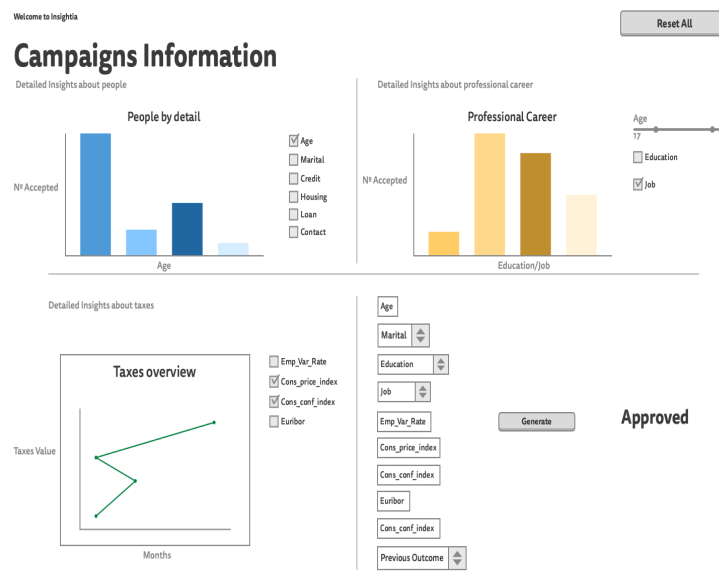 Welcome to Insightia
Reset All
Campaigns Information
Detailed Insights about people
People by detail
Nº Accepted
Age
Age
Marital
Credit
Housing
Loan
Contact
Detailed Insights about professional career
Professional Career
Nº Accepted
Education/Job
Age
17
Education
Job
Detailed Insights about taxes
Taxes overview
Taxes Value
Months
Emp_Var_Rate
Cons_price_index
Cons_conf_index
Euribor
Age
Marital
Education
Job
Emp_Var_Rate
Cons_price_index
Cons_conf_index
Euribor
Cons_conf_index
Previous Outcome
Generate
Approved